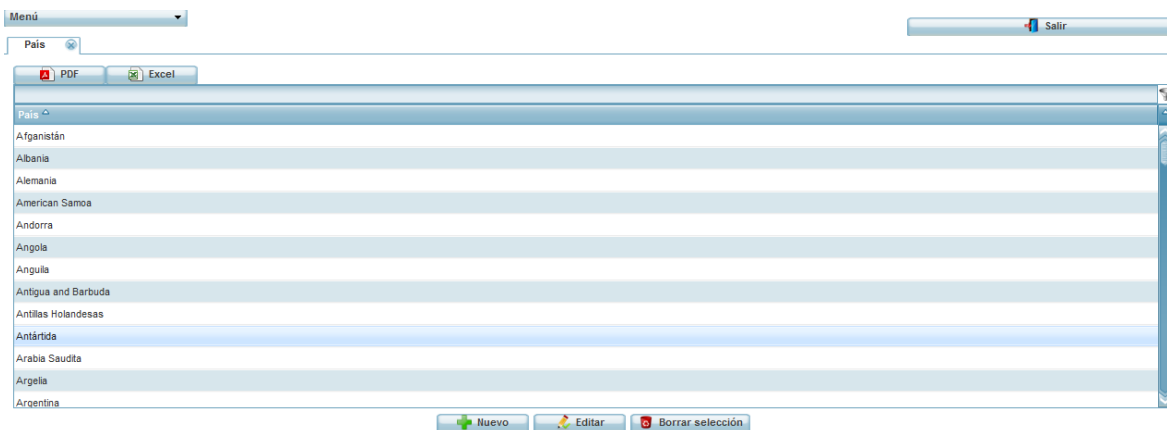 Menú
Salir
País
PDF Excel
País
Afganistán
Albania
Alemania
American Samoa
Andorra
Angola
Anguila
Antigua and Barbuda
Antillas Holandesas
Antártida
Arabia Saudita
Argelia
Argentina
Nuevo Editar Borrar selección